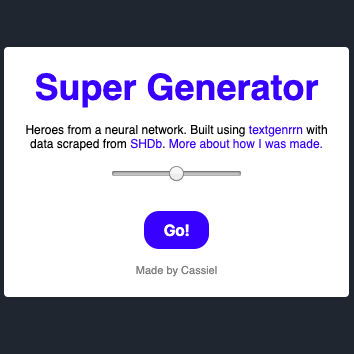 Super Generator
Heroes from a neural network. Built using textgenrrn with
data scraped from SHDb. More about how I was made.
Go!
Made by Cassiel